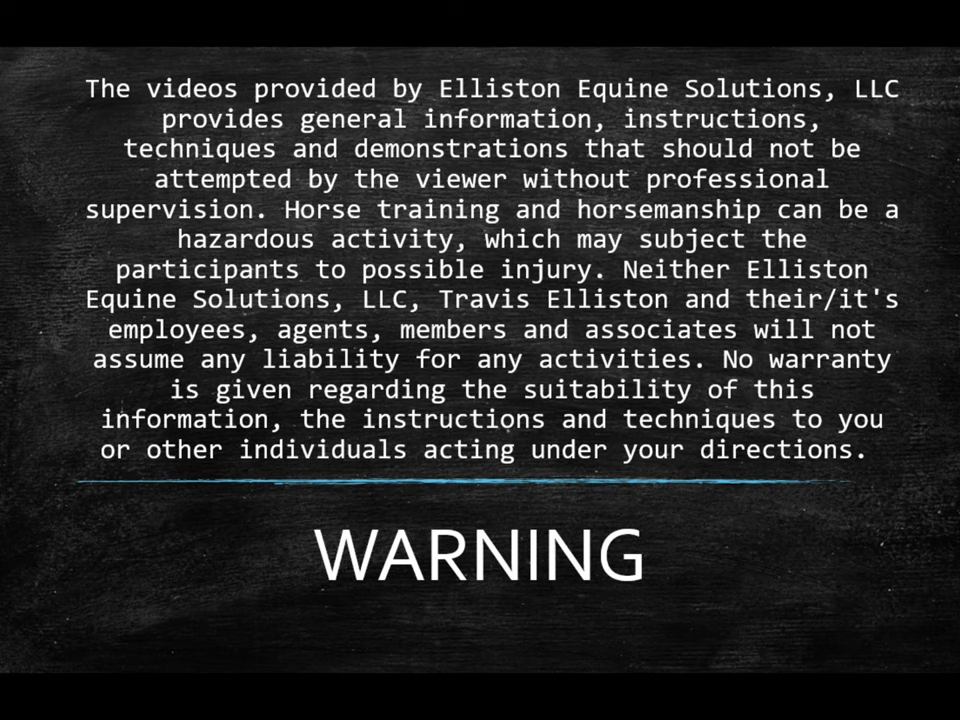 The videos provided by Elliston Equine Solutions, LLC
provides general information, instructions,
techniques and demonstrations that should not be
attempted by the viewer without professional
supervision. Horse training and horsemanship can be a
hazardous activity, which may subject the
participants to possible injury. Neither Elliston
Equine Solutions, LLC, Travis Elliston and their/it's
employees, agents, members and associates will not
assume any liability for any activities. No warranty
is given regarding the suitability of this
information, the instructions and techniques to you
or other individuals acting under your directions.
WARNING